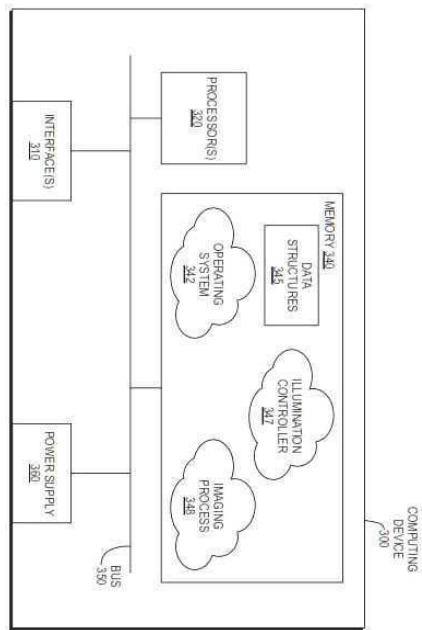 COMPUTING
DEVICE
300
MEMORY 340
DATA
STRUCTURES
345
ILLUMINATION
CONTROLLER
347
OPERATING
SYSTEM
342
IMAGING
PROCESS
348
PROCESSOR(S)
320
BUS
350
INTERFACE(S)
310
POWER SUPPLY
360